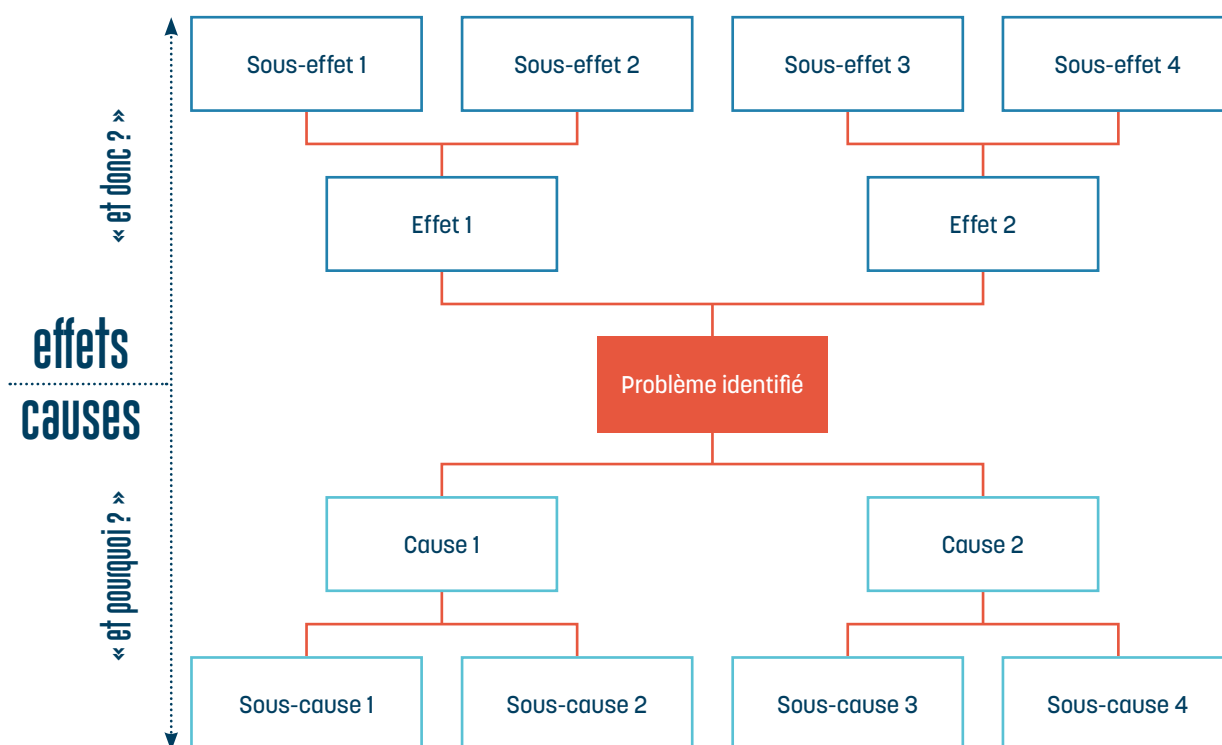 Sous-effet 1
Sous-effet 2
Sous-effet 3
Sous-effet 4
« et donc ? »
Effet 1
Effet 2
effets
Problème identifié
causes
« et pourquoi ? »
Cause 1
Cause 2
Sous-cause 1
Sous-cause 2
Sous-cause 3
Sous-cause 4